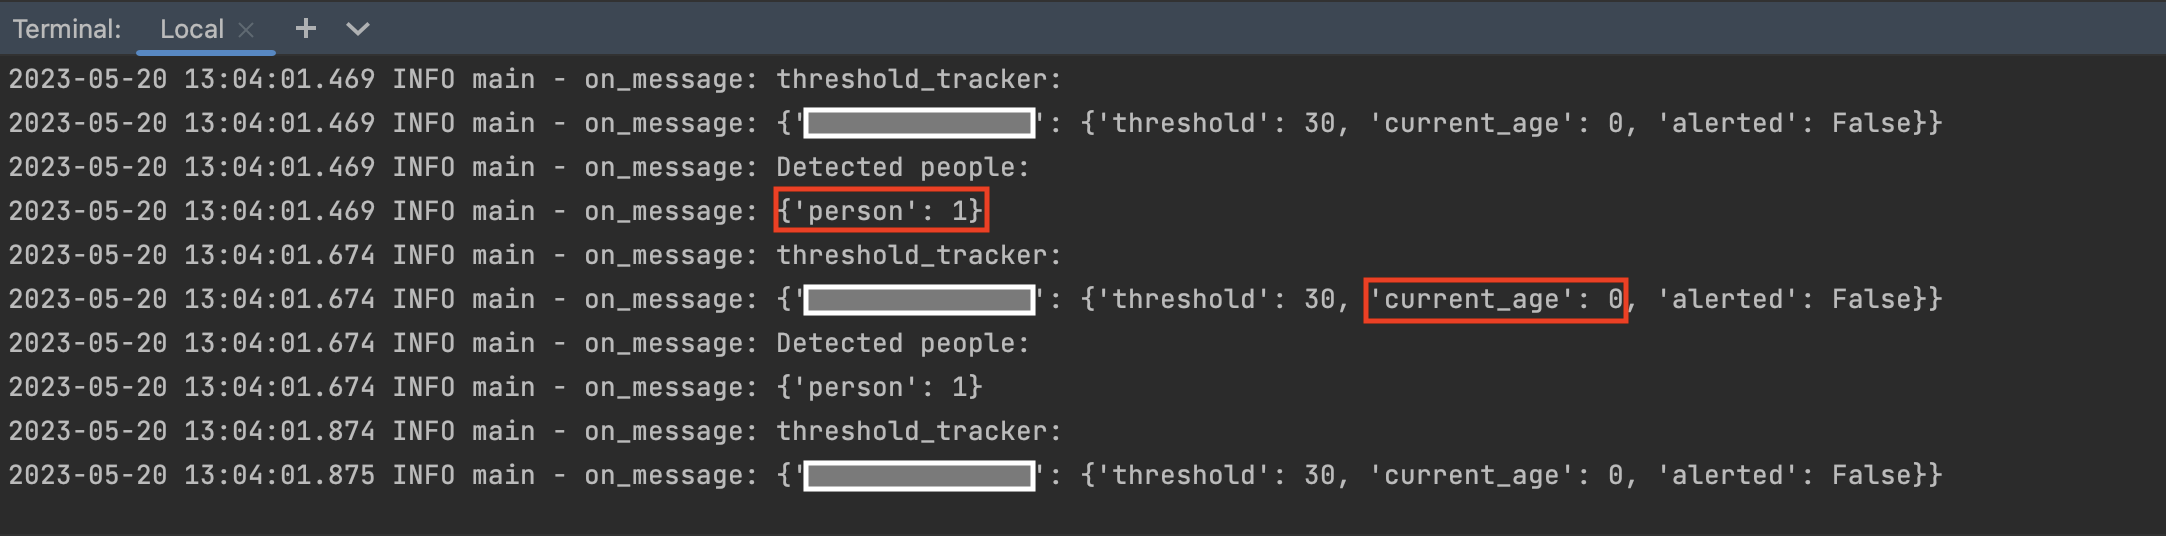 Terminal: Local × + ⌄
2023-05-20 13:04:01.469 INFO main - on_message: threshold_tracker:
2023-05-20 13:04:01.469 INFO main - on_message: {' ': {'threshold': 30, 'current_age': 0, 'alerted': False}}
2023-05-20 13:04:01.469 INFO main - on_message: Detected people:
2023-05-20 13:04:01.469 INFO main - on_message: {'person': 1}
2023-05-20 13:04:01.674 INFO main - on_message: threshold_tracker:
2023-05-20 13:04:01.674 INFO main - on_message: {' ': {'threshold': 30, 'current_age': 0, 'alerted': False}}
2023-05-20 13:04:01.674 INFO main - on_message: Detected people:
2023-05-20 13:04:01.674 INFO main - on_message: {'person': 1}
2023-05-20 13:04:01.874 INFO main - on_message: threshold_tracker:
2023-05-20 13:04:01.875 INFO main - on_message: {' ': {'threshold': 30, 'current_age': 0, 'alerted': False}}